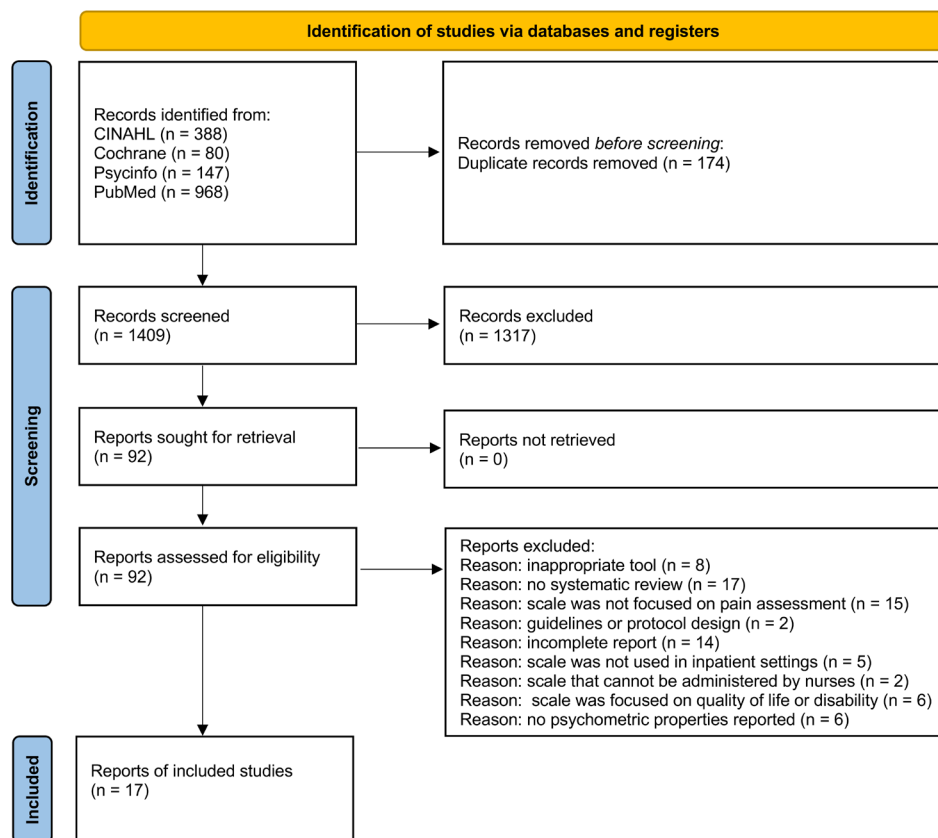 Identification of studies via databases and registers
Identification
Records identified from:
CINAHL (n = 388)
Cochrane (n = 80)
Psycinfo (n = 147)
PubMed (n = 968)
Records removed before screening:
Duplicate records removed (n = 174)
Screening
Records screened
(n = 1409)
Records excluded
(n = 1317)
Reports sought for retrieval
(n = 92)
Reports not retrieved
(n = 0)
Reports assessed for eligibility
(n = 92)
Reports excluded:
Reason: inappropriate tool (n = 8)
Reason: no systematic review (n = 17)
Reason: scale was not focused on pain assessment (n = 15)
Reason: guidelines or protocol design (n = 2)
Reason: incomplete report (n = 14)
Reason: scale was not used in inpatient settings (n = 5)
Reason: scale that cannot be administered by nurses (n = 2)
Reason: scale was focused on quality of life or disability (n = 6)
Reason: no psychometric properties reported (n = 6)
Included
Reports of included studies
(n = 17)